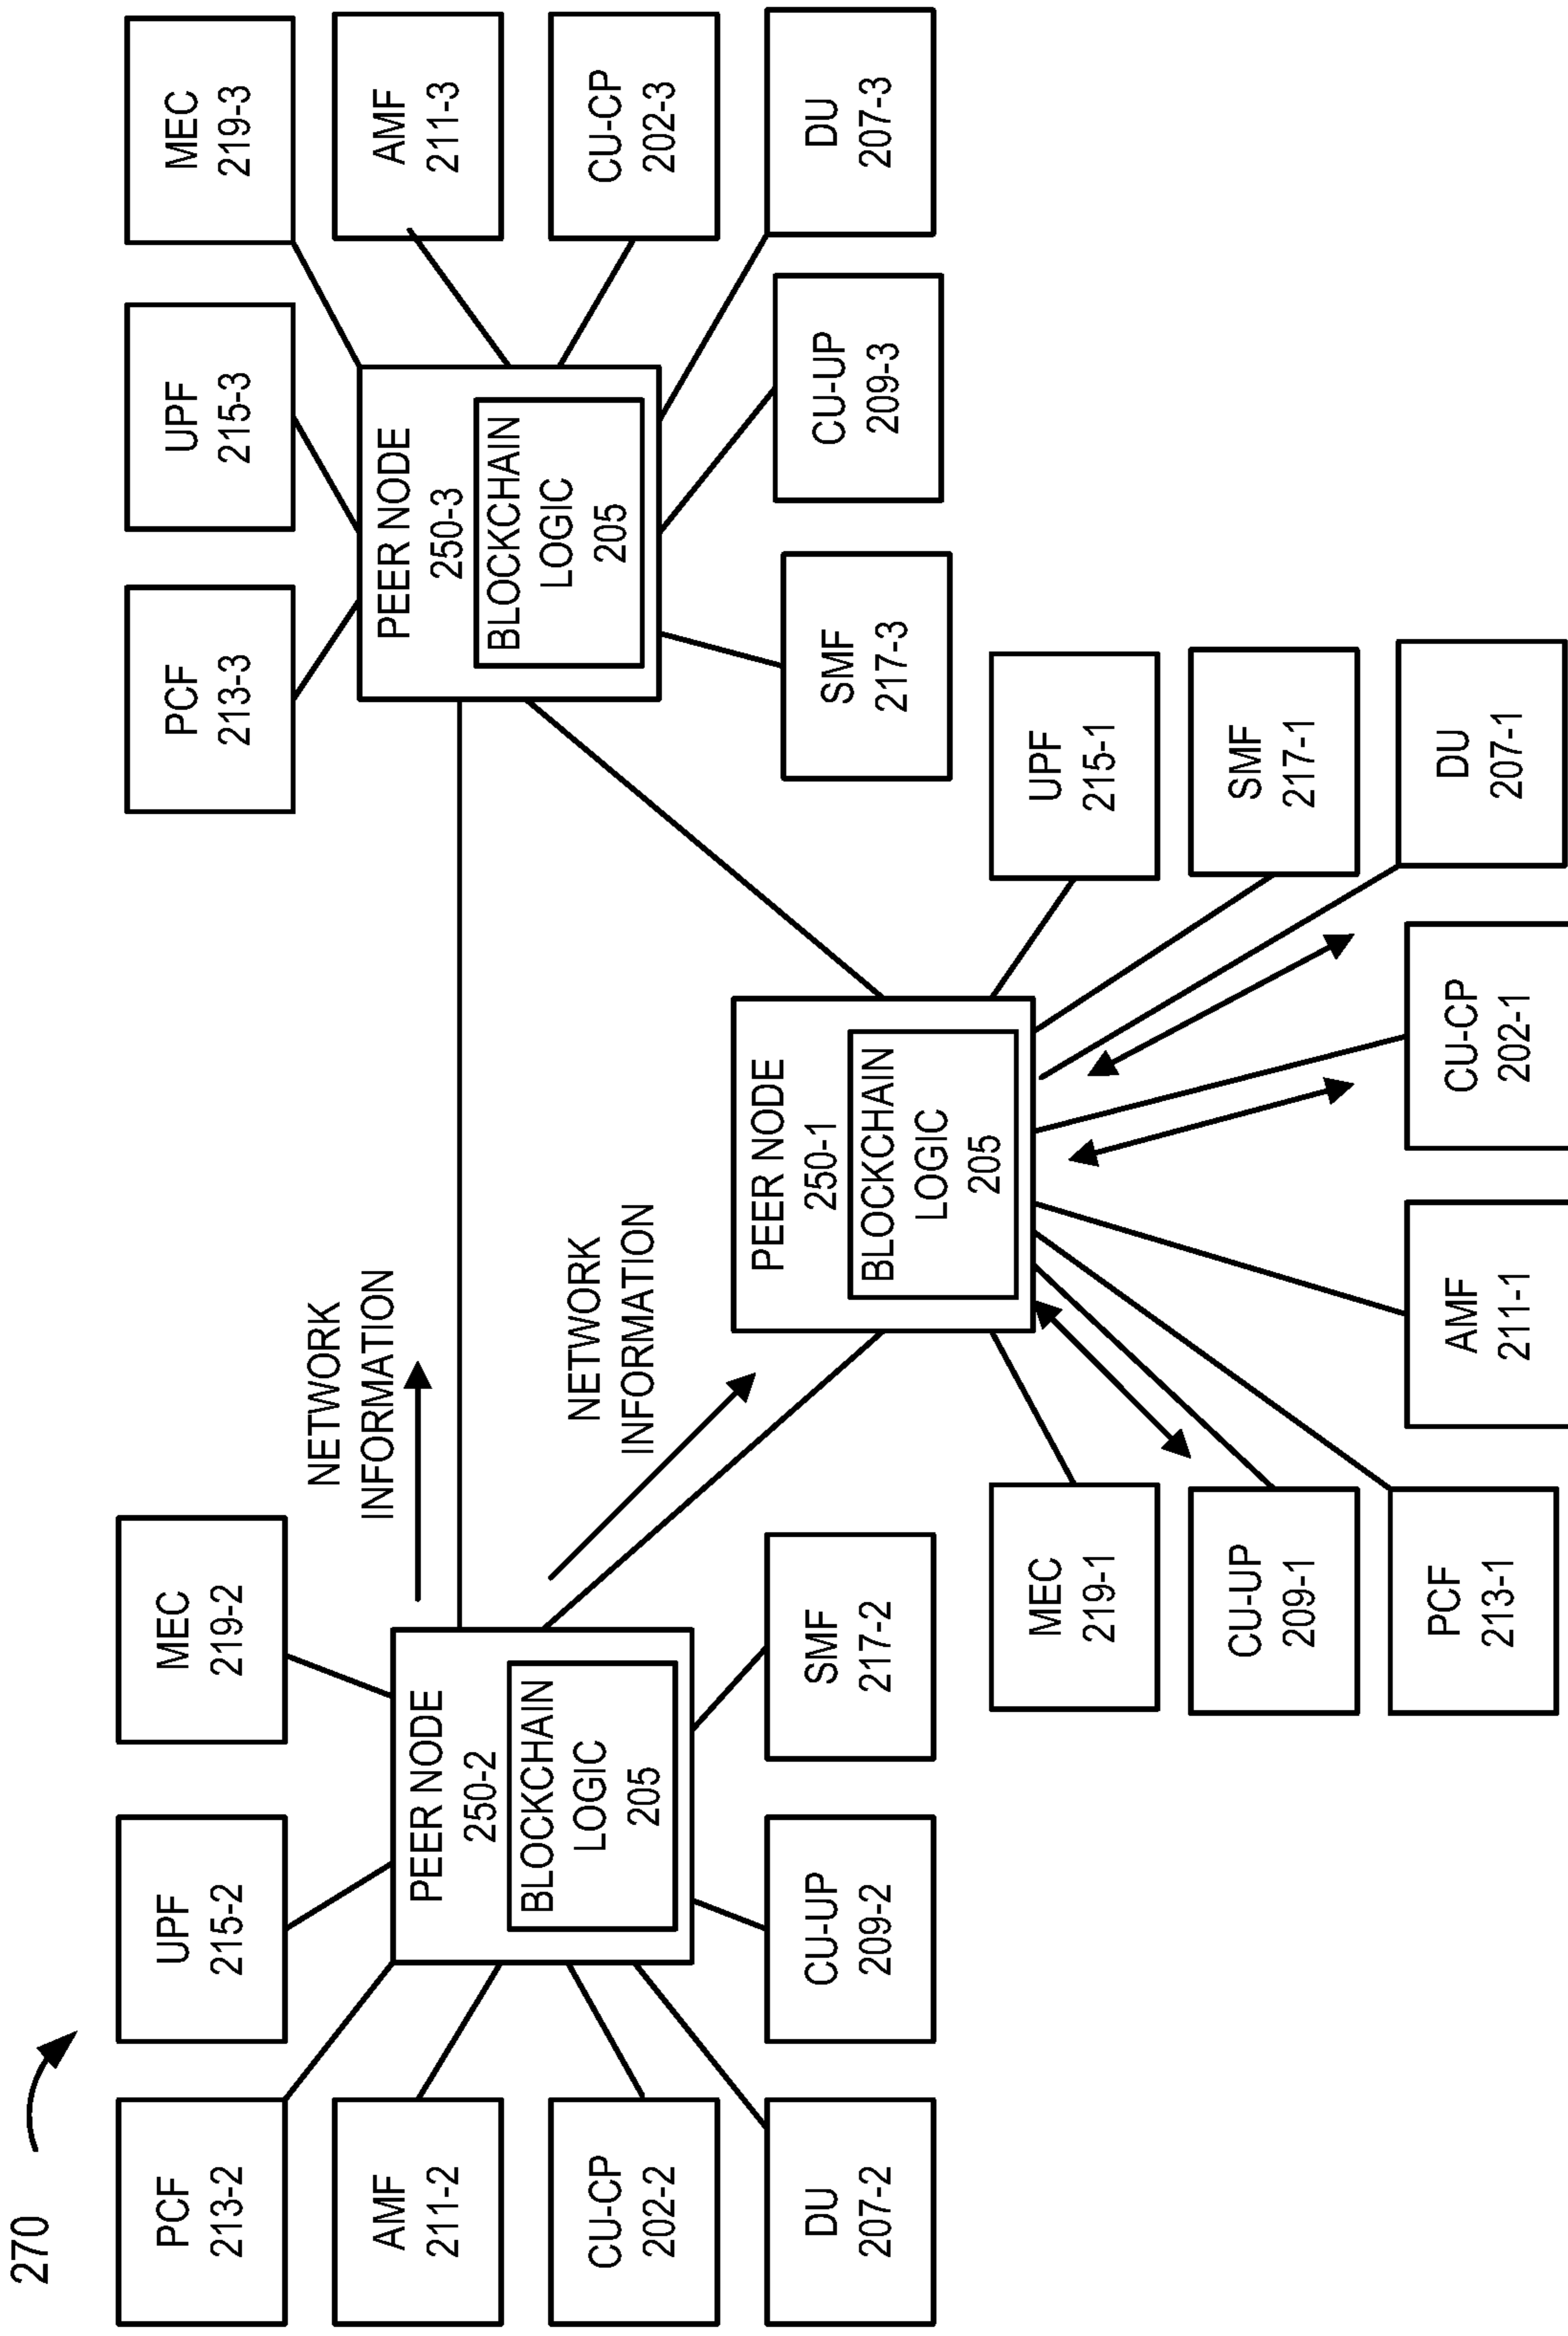 270
PCF
213-2
UPF
215-2
MEC
219-2
AMF
211-2
CU-CP
202-2
DU
207-2
CU-UP
209-2
SMF
217-2
PEER NODE
250-2
BLOCKCHAIN
LOGIC
205
NETWORK
INFORMATION
NETWORK
INFORMATION
PCF
213-3
UPF
215-3
MEC
219-3
AMF
211-3
CU-CP
202-3
DU
207-3
CU-UP
209-3
SMF
217-3
PEER NODE
250-3
BLOCKCHAIN
LOGIC
205
PEER NODE
250-1
BLOCKCHAIN
LOGIC
205
MEC
219-1
CU-UP
209-1
PCF
213-1
AMF
211-1
CU-CP
202-1
UPF
215-1
SMF
217-1
DU
207-1